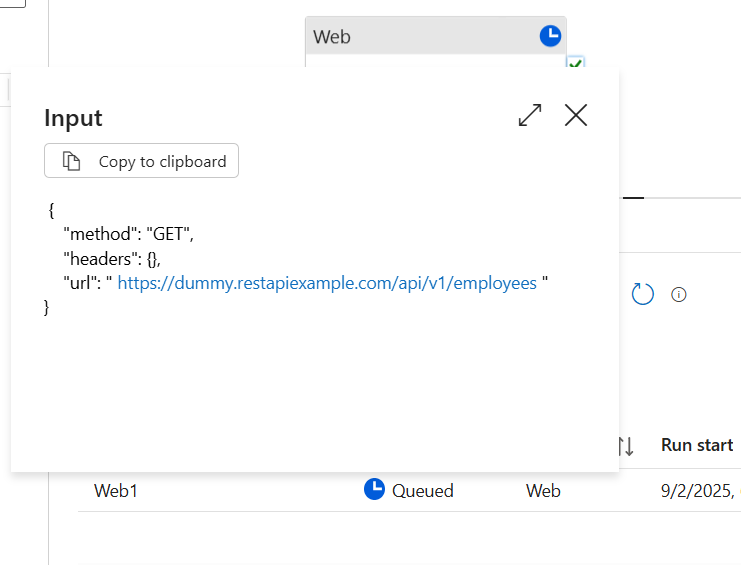 Web
Input
Copy to clipboard
{
"method": "GET",
"headers": {},
"url": " https://dummy.restapiexample.com/api/v1/employees "
}
Run start
Web1 Queued Web 9/2/2025,